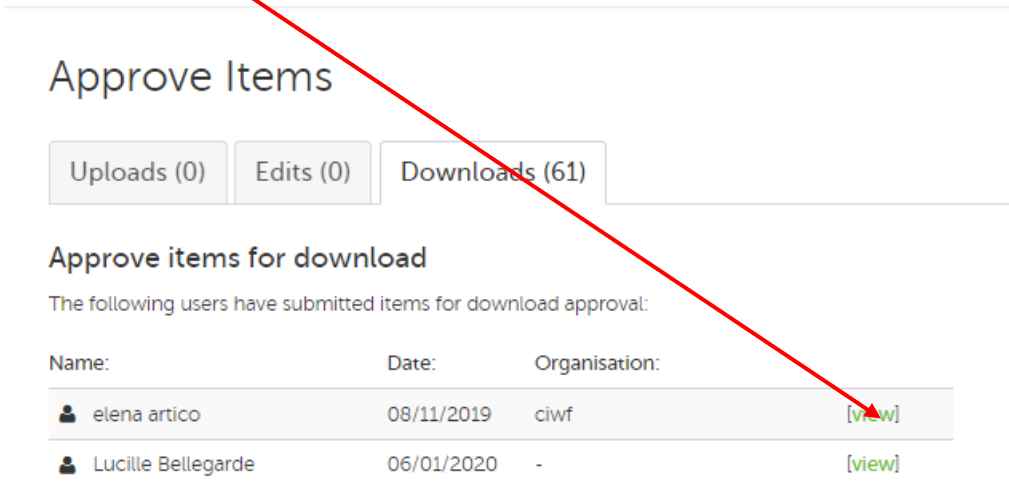 Approve Items
Uploads (0) Edits (0) Downloads (61)
Approve items for download
The following users have submitted items for download approval:
Name: Date: Organisation:
elena artico 08/11/2019 ciwf [view]
Lucille Bellegarde 06/01/2020 - [view]